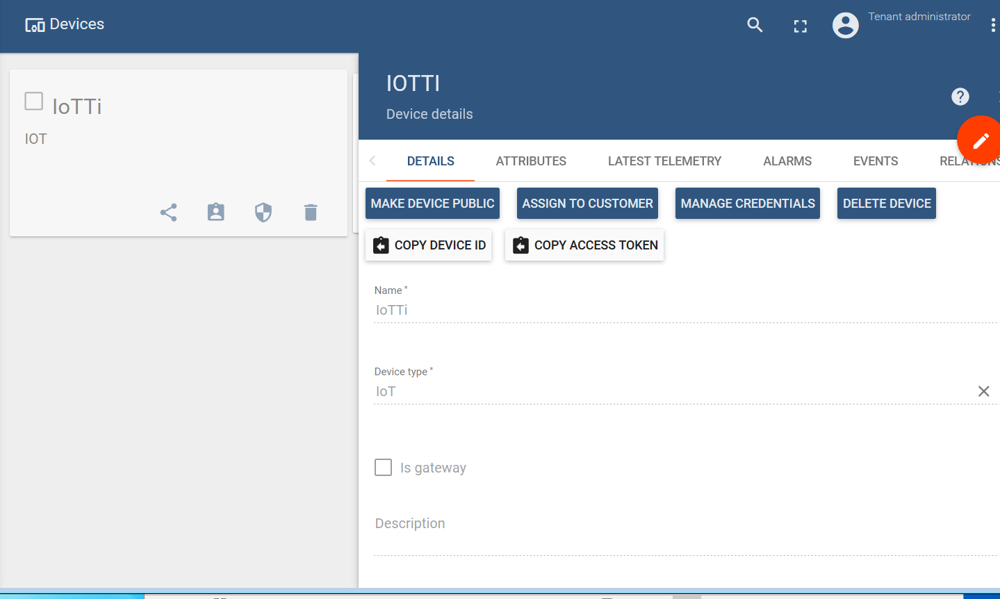 Devices
Tenant administrator
IoTTi
IOT
IOTTI
Device details
DETAILS ATTRIBUTES LATEST TELEMETRY ALARMS EVENTS RELATIONS
MAKE DEVICE PUBLIC ASSIGN TO CUSTOMER MANAGE CREDENTIALS DELETE DEVICE
COPY DEVICE ID COPY ACCESS TOKEN
Name *
IoTTi
Device type *
IoT
Is gateway
Description